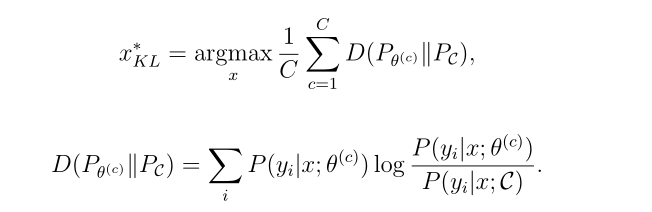 x^*_{KL} = \underset{x}{\operatorname{argmax}} \frac{1}{C} \sum_{c=1}^{C} D(P_{\theta^{(c)}} \| P_{\mathcal{C}}),
D(P_{\theta^{(c)}} \| P_{\mathcal{C}}) = \sum_{i} P(y_i|x; \theta^{(c)}) \log \frac{P(y_i|x; \theta^{(c)})}{P(y_i|x; \mathcal{C})}.